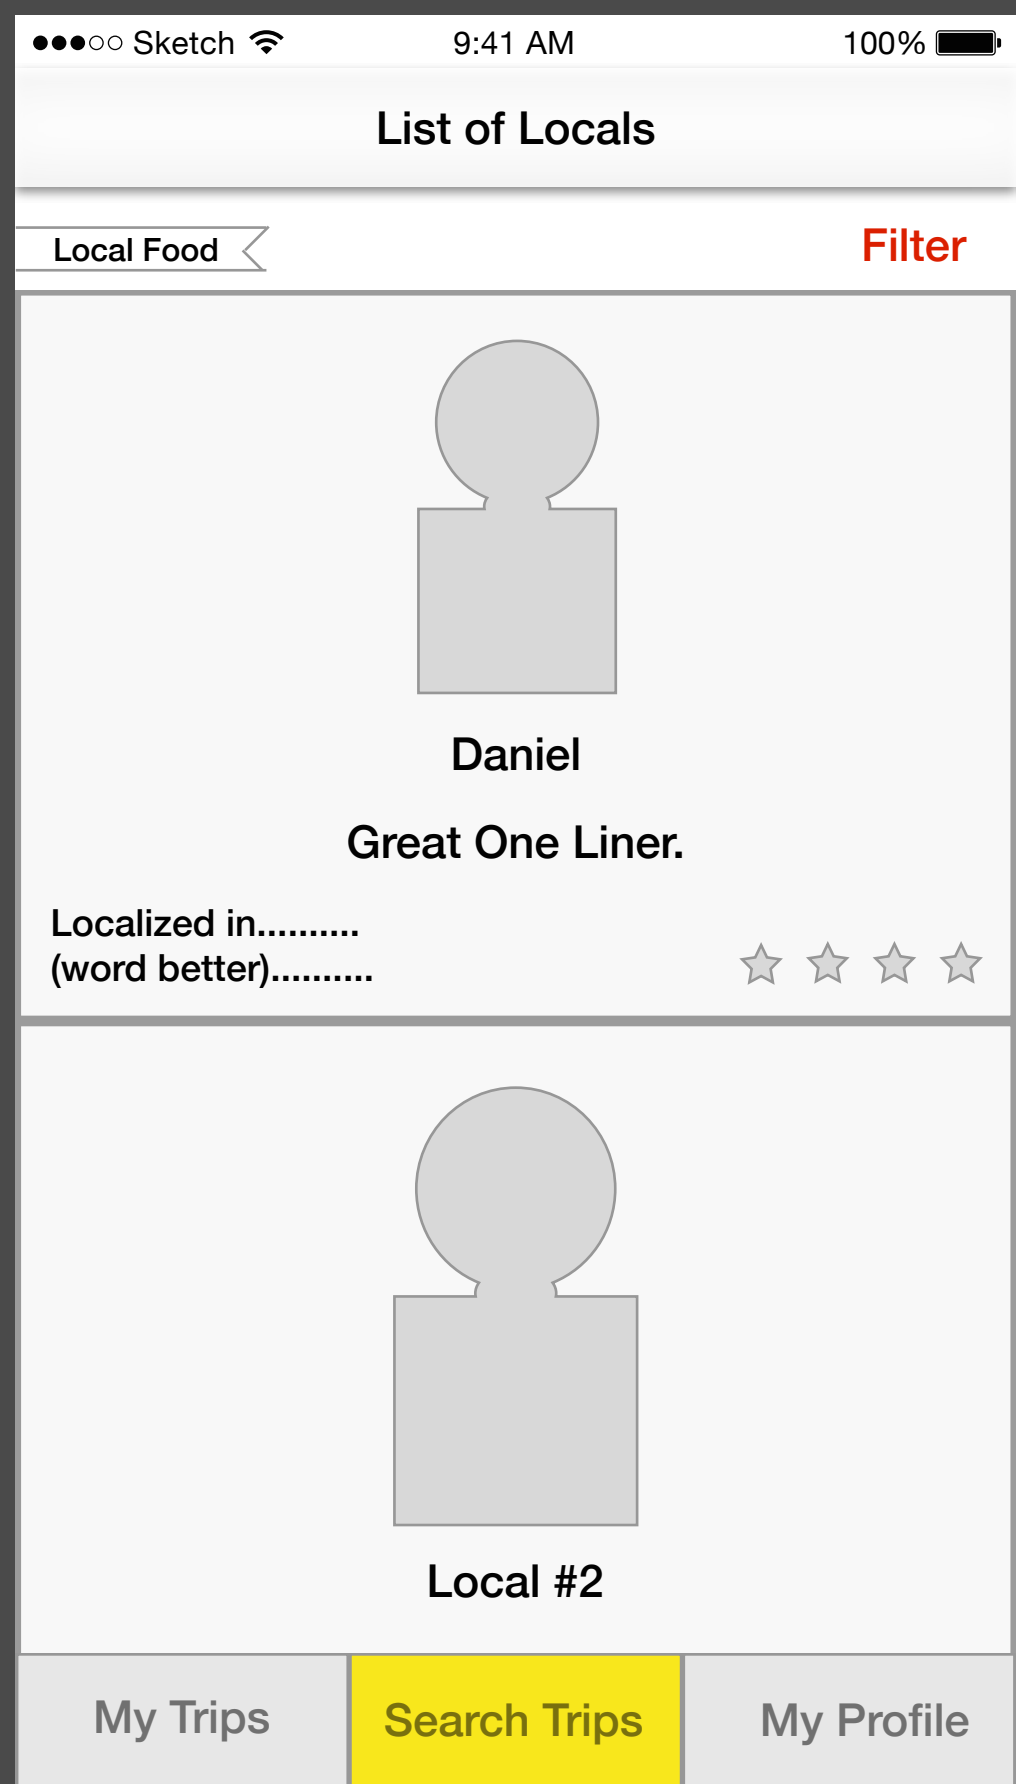 Sketch 9:41 AM 100%
List of Locals
Local Food Filter
Daniel
Great One Liner.
Localized in..........
(word better)..........
Local #2
My Trips Search Trips My Profile